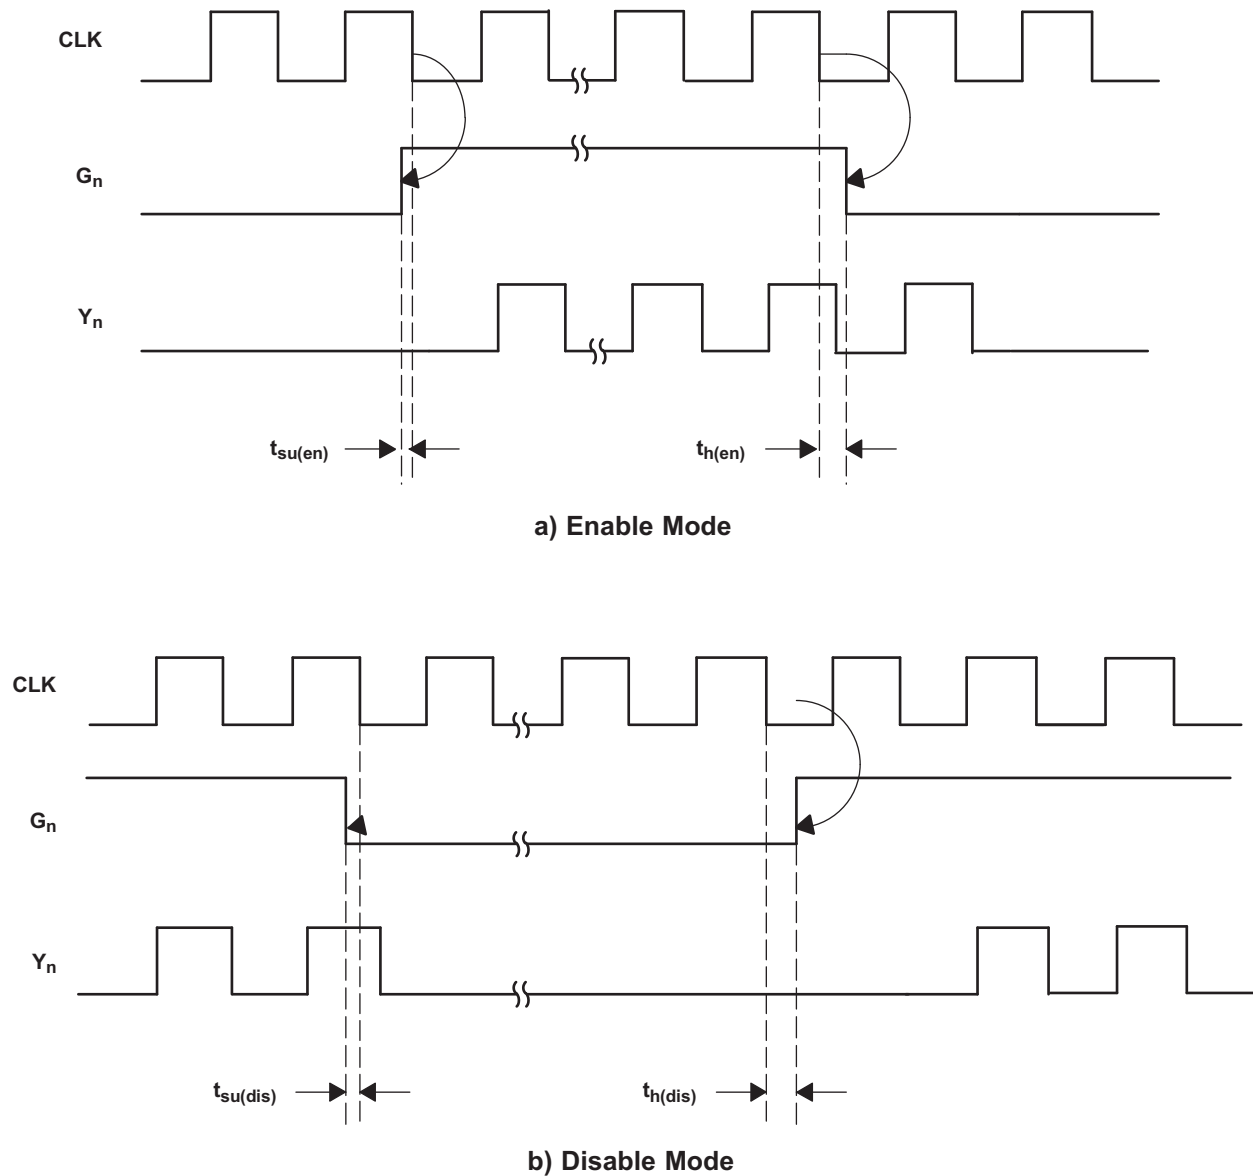 CLK
Gn
Yn
tsu(en)
th(en)
a) Enable Mode
CLK
Gn
Yn
tsu(dis)
th(dis)
b) Disable Mode